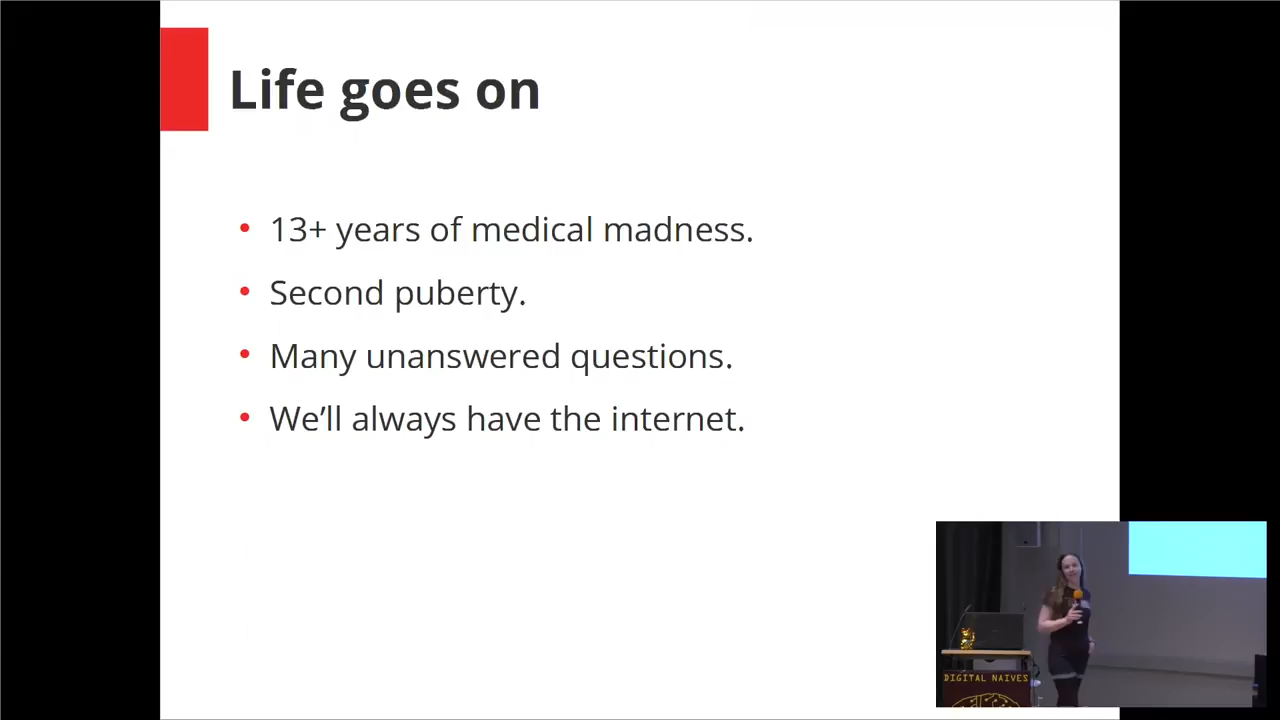 Life goes on
13+ years of medical madness.
Second puberty.
Many unanswered questions.
We’ll always have the internet.
DIGITAL NAIVES